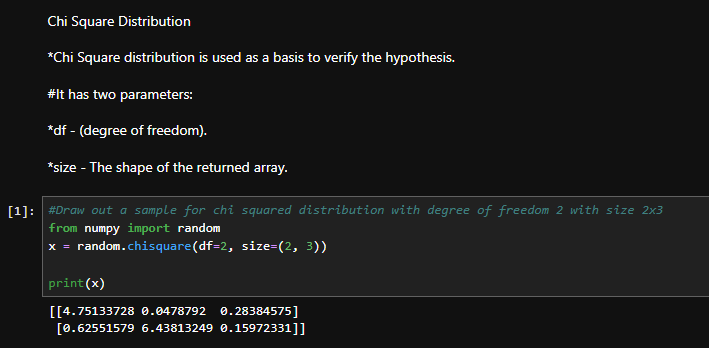 Chi Square Distribution
*Chi Square distribution is used as a basis to verify the hypothesis.
#It has two parameters:
*df - (degree of freedom).
*size - The shape of the returned array.
[1]: #Draw out a sample for chi squared distribution with degree of freedom 2 with size 2x3
from numpy import random
x = random.chisquare(df=2, size=(2, 3))
print(x)
[[4.75133728 0.0478792  0.28384575]
 [0.62551579 6.43813249 0.15972331]]